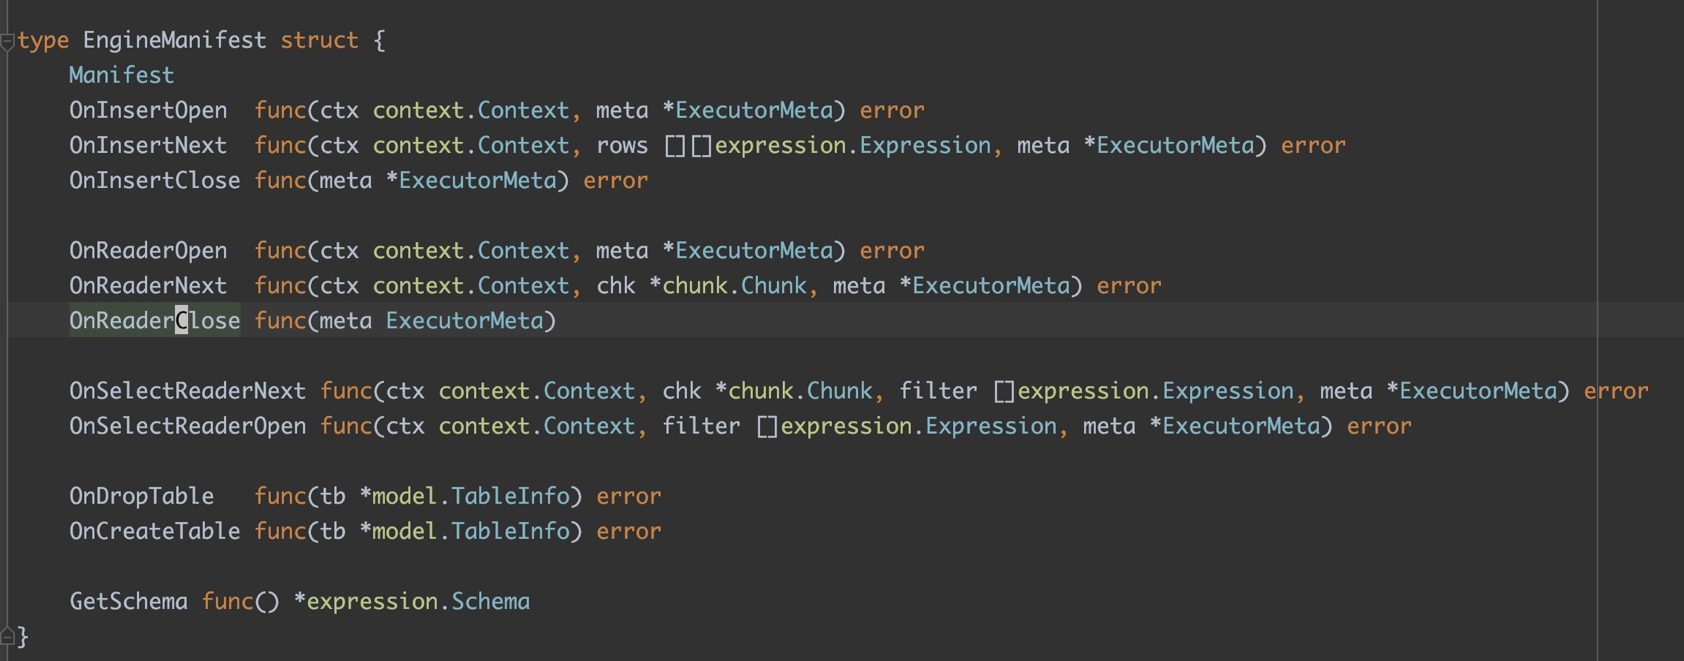 type EngineManifest struct {
    Manifest
    OnInsertOpen  func(ctx context.Context, meta *ExecutorMeta) error
    OnInsertNext  func(ctx context.Context, rows [][]expression.Expression, meta *ExecutorMeta) error
    OnInsertClose func(meta *ExecutorMeta) error

    OnReaderOpen  func(ctx context.Context, meta *ExecutorMeta) error
    OnReaderNext  func(ctx context.Context, chk *chunk.Chunk, meta *ExecutorMeta) error
    OnReaderClose func(meta ExecutorMeta)

    OnSelectReaderNext func(ctx context.Context, chk *chunk.Chunk, filter []expression.Expression, meta *ExecutorMeta) error
    OnSelectReaderOpen func(ctx context.Context, filter []expression.Expression, meta *ExecutorMeta) error

    OnDropTable   func(tb *model.TableInfo) error
    OnCreateTable func(tb *model.TableInfo) error

    GetSchema func() *expression.Schema
}